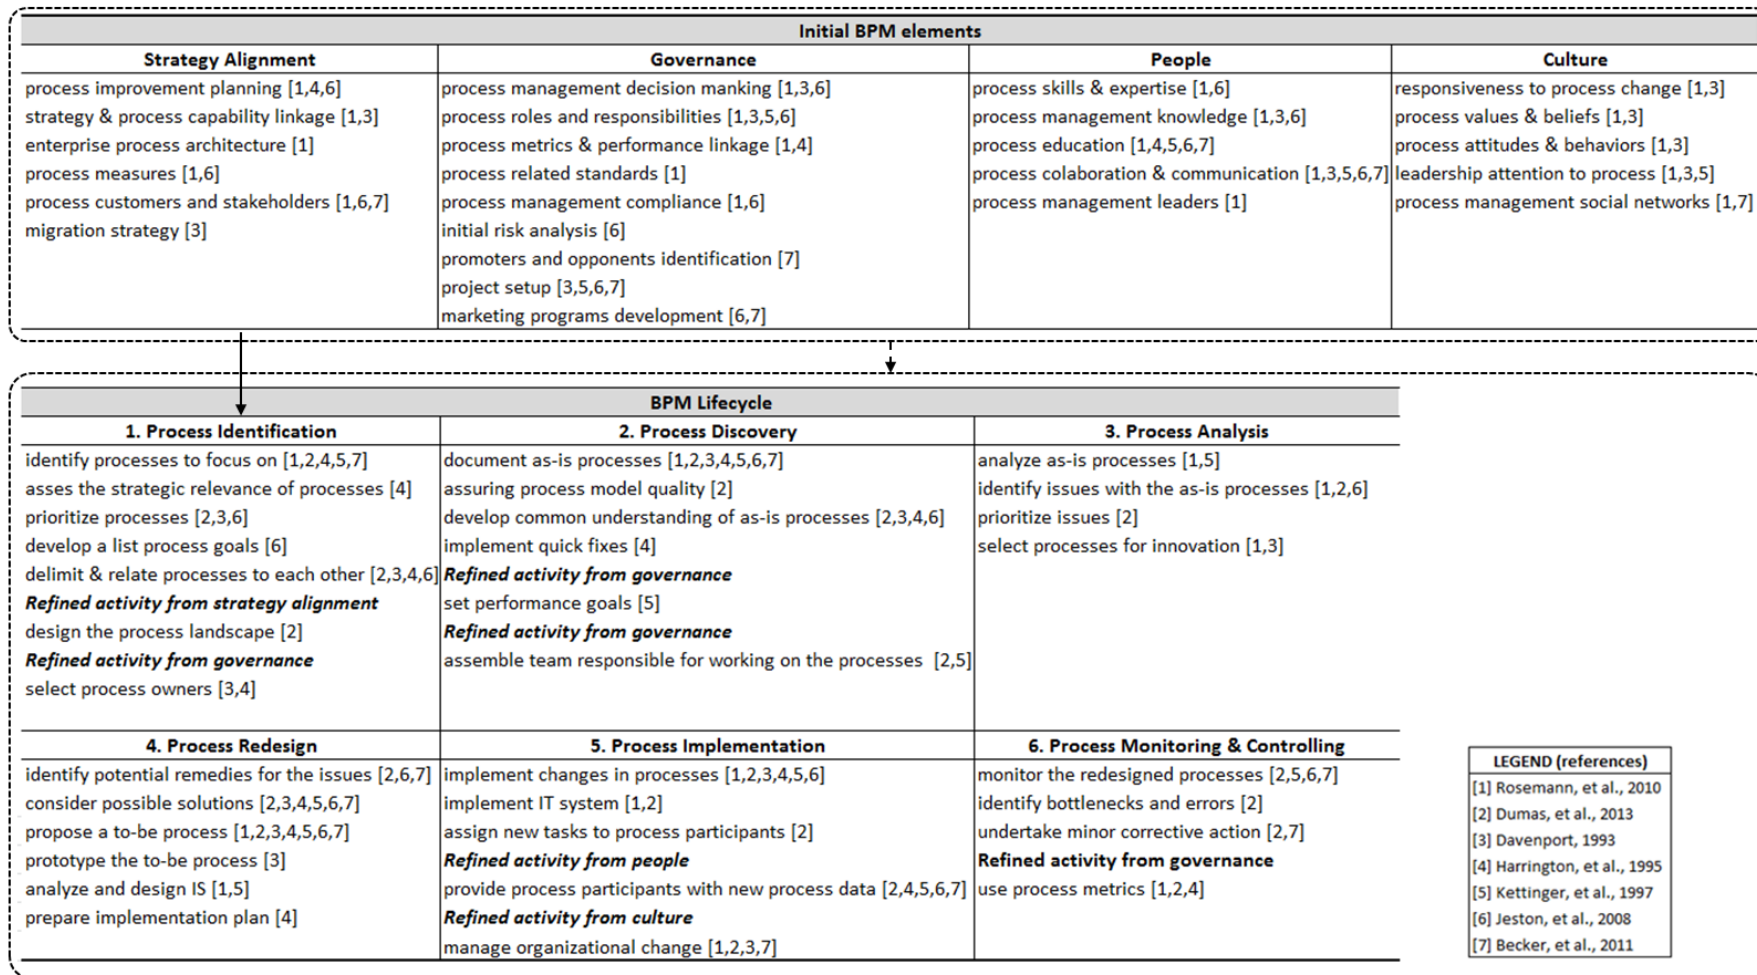 Initial BPM elements
Strategy Alignment
process improvement planning [1,4,6]
strategy & process capability linkage [1,3]
enterprise process architecture [1]
process measures [1,6]
process customers and stakeholders [1,6,7]
migration strategy [3]
Governance
process management decision manking [1,3,6]
process roles and responsibilities [1,3,5,6]
process metrics & performance linkage [1,4]
process related standards [1]
process management compliance [1,6]
initial risk analysis [6]
promoters and opponents identification [7]
project setup [3,5,6,7]
marketing programs development [6,7]
People
process skills & expertise [1,6]
process management knowledge [1,3,6]
process education [1,4,5,6,7]
process colaboration & communication [1,3,5,6,7]
process management leaders [1]
Culture
responsiveness to process change [1,3]
process values & beliefs [1,3]
process attitudes & behaviors [1,3]
leadership attention to process [1,3,5]
process management social networks [1,7]
BPM Lifecycle
1. Process Identification
identify processes to focus on [1,2,4,5,7]
asses the strategic relevance of processes [4]
prioritize processes [2,3,6]
develop a list process goals [6]
delimit & relate processes to each other [2,3,4,6]
Refined activity from strategy alignment
design the process landscape [2]
Refined activity from governance
select process owners [3,4]
2. Process Discovery
document as-is processes [1,2,3,4,5,6,7]
assuring process model quality [2]
develop common understanding of as-is processes [2,3,4,6]
implement quick fixes [4]
Refined activity from governance
set performance goals [5]
Refined activity from governance
assemble team responsible for working on the processes [2,5]
3. Process Analysis
analyze as-is processes [1,5]
identify issues with the as-is processes [1,2,6]
prioritize issues [2]
select processes for innovation [1,3]
4. Process Redesign
identify potential remedies for the issues [2,6,7]
consider possible solutions [2,3,4,5,6,7]
propose a to-be process [1,2,3,4,5,6,7]
prototype the to-be process [3]
analyze and design IS [1,5]
prepare implementation plan [4]
5. Process Implementation
implement changes in processes [1,2,3,4,5,6]
implement IT system [1,2]
assign new tasks to process participants [2]
Refined activity from people
provide process participants with new process data [2,4,5,6,7]
Refined activity from culture
manage organizational change [1,2,3,7]
6. Process Monitoring & Controlling
monitor the redesigned processes [2,5,6,7]
identify bottlenecks and errors [2]
undertake minor corrective action [2,7]
Refined activity from governance
use process metrics [1,2,4]
LEGEND (references)
[1] Rosemann, et al., 2010
[2] Dumas, et al., 2013
[3] Davenport, 1993
[4] Harrington, et al., 1995
[5] Kettinger, et al., 1997
[6] Jeston, et al., 2008
[7] Becker, et al., 2011